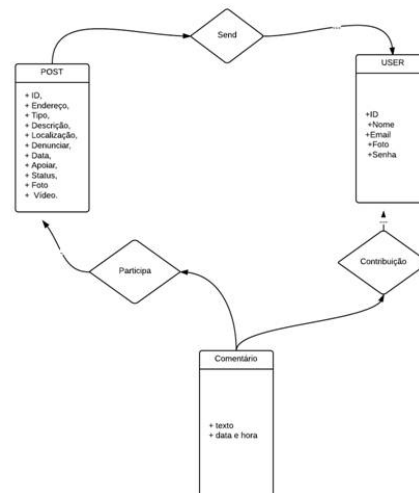 Send
POST
+ ID,
+ Endereço,
+ Tipo,
+ Descrição,
+ Localização,
+ Denunciar,
+ Data,
+ Apoiar,
+ Status,
+ Foto
+ Vídeo.
USER
+ID
+Nome
+Email
+Foto
+Senha
Participa
Contribuição
Comentário
+ texto
+ data e hora